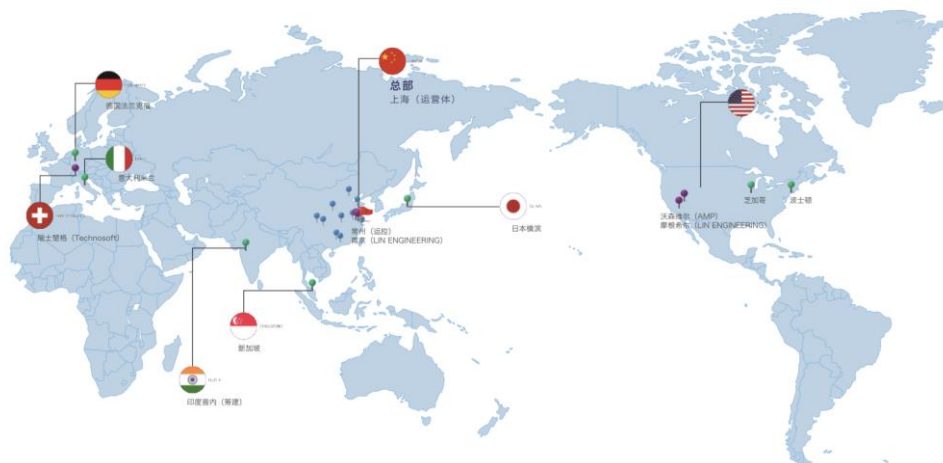 德国法兰克福
总部
上海（运营体）
意大利米兰
瑞士楚格（Technosoft）
常州（运控）
南京（LIN ENGINEERING）
日本横滨
新加坡
印度普内（筹建）
沃森维尔（AMP）
摩根希尔（LIN ENGINEERING）
芝加哥
波士顿